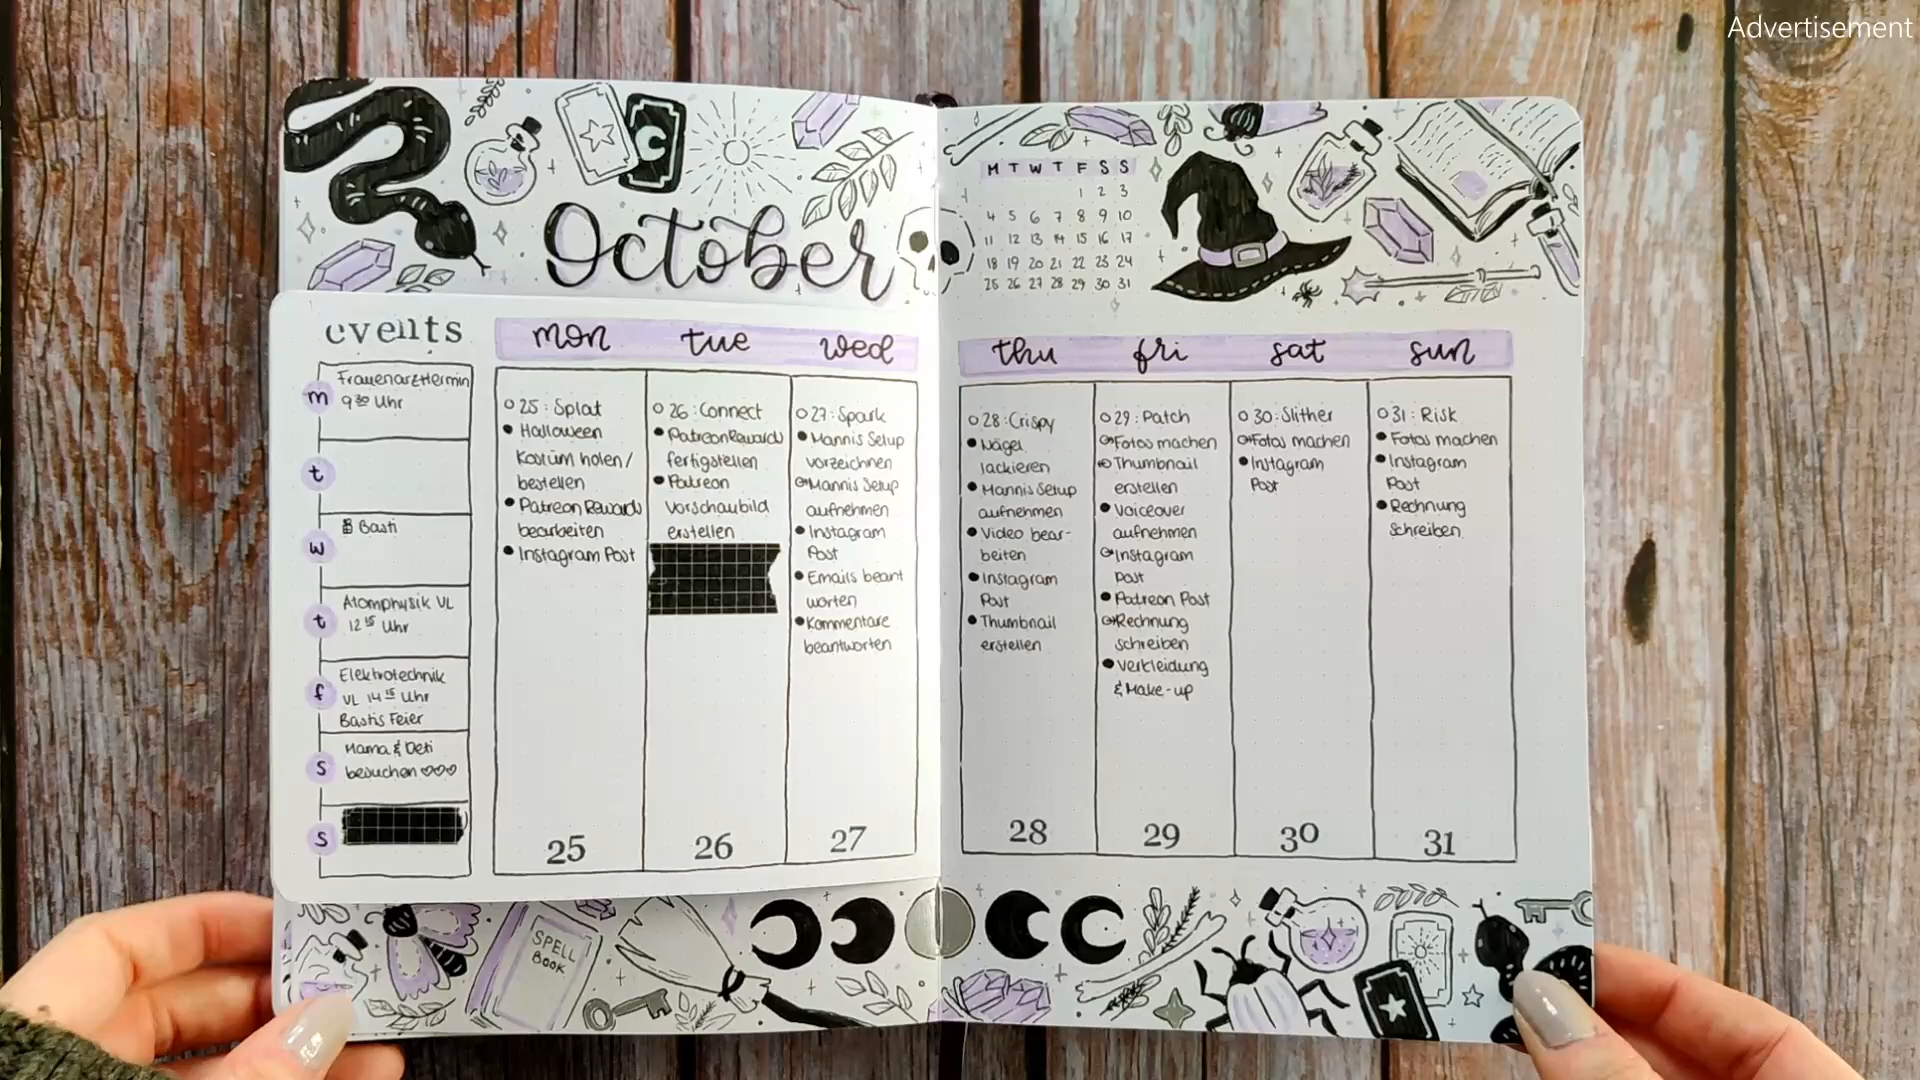 Advertisement
October
M T W T F S S
1 2 3
4 5 6 7 8 9 10
11 12 13 14 15 16 17
18 19 20 21 22 23 24
25 26 27 28 29 30 31
events
m
Frauenarzttermin
9 30 Uhr
t
w
Basti
t
Atomphysik VL
12 15 Uhr
f
Elektrotechnik
VL 14 15 Uhr
Bastis Feier
s
Mama & Deti
besuchen ♡♡♡
s
mon
25: Splat
Halloween
Kostüm holen/
bestellen
Patreon Rewards
bearbeiten
Instagram Post
25
tue
26: Connect
Patreon Rewards
fertigstellen
Patreon
Vorschaubild
erstellen
26
wed
27: Spark
Mannis Setup
vorzeichnen
Mannis Setup
aufnehmen
Instagram
Post
Emails beant
worten
Kommentare
beantworten
27
thu
28: Crispy
Nägel
lackieren
Mannis Setup
aufnehmen
Video bear-
beiten
Instagram
Post
Thumbnail
erstellen
28
fri
29: Patch
Fotos machen
Thumbnail
erstellen
Voiceover
aufnehmen
Instagram
Post
Patreon Post
Rechnung
schreiben
Verkleidung
& Make-up
29
sat
30: Slither
Fotos machen
Instagram
Post
30
sun
31: Risk
Fotos machen
Instagram
Post
Rechnung
schreiben
31
SPELL
BOOK